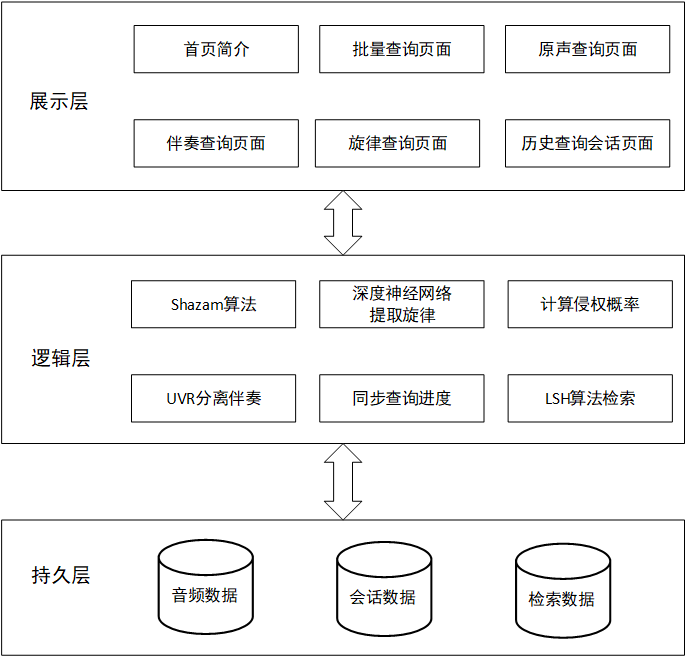 首页简介
批量查询页面
原声查询页面
展示层
伴奏查询页面
旋律查询页面
历史查询会话页面
Shazam算法
深度神经网络
提取旋律
计算侵权概率
逻辑层
UVR分离伴奏
同步查询进度
LSH算法检索
持久层
音频数据
会话数据
检索数据